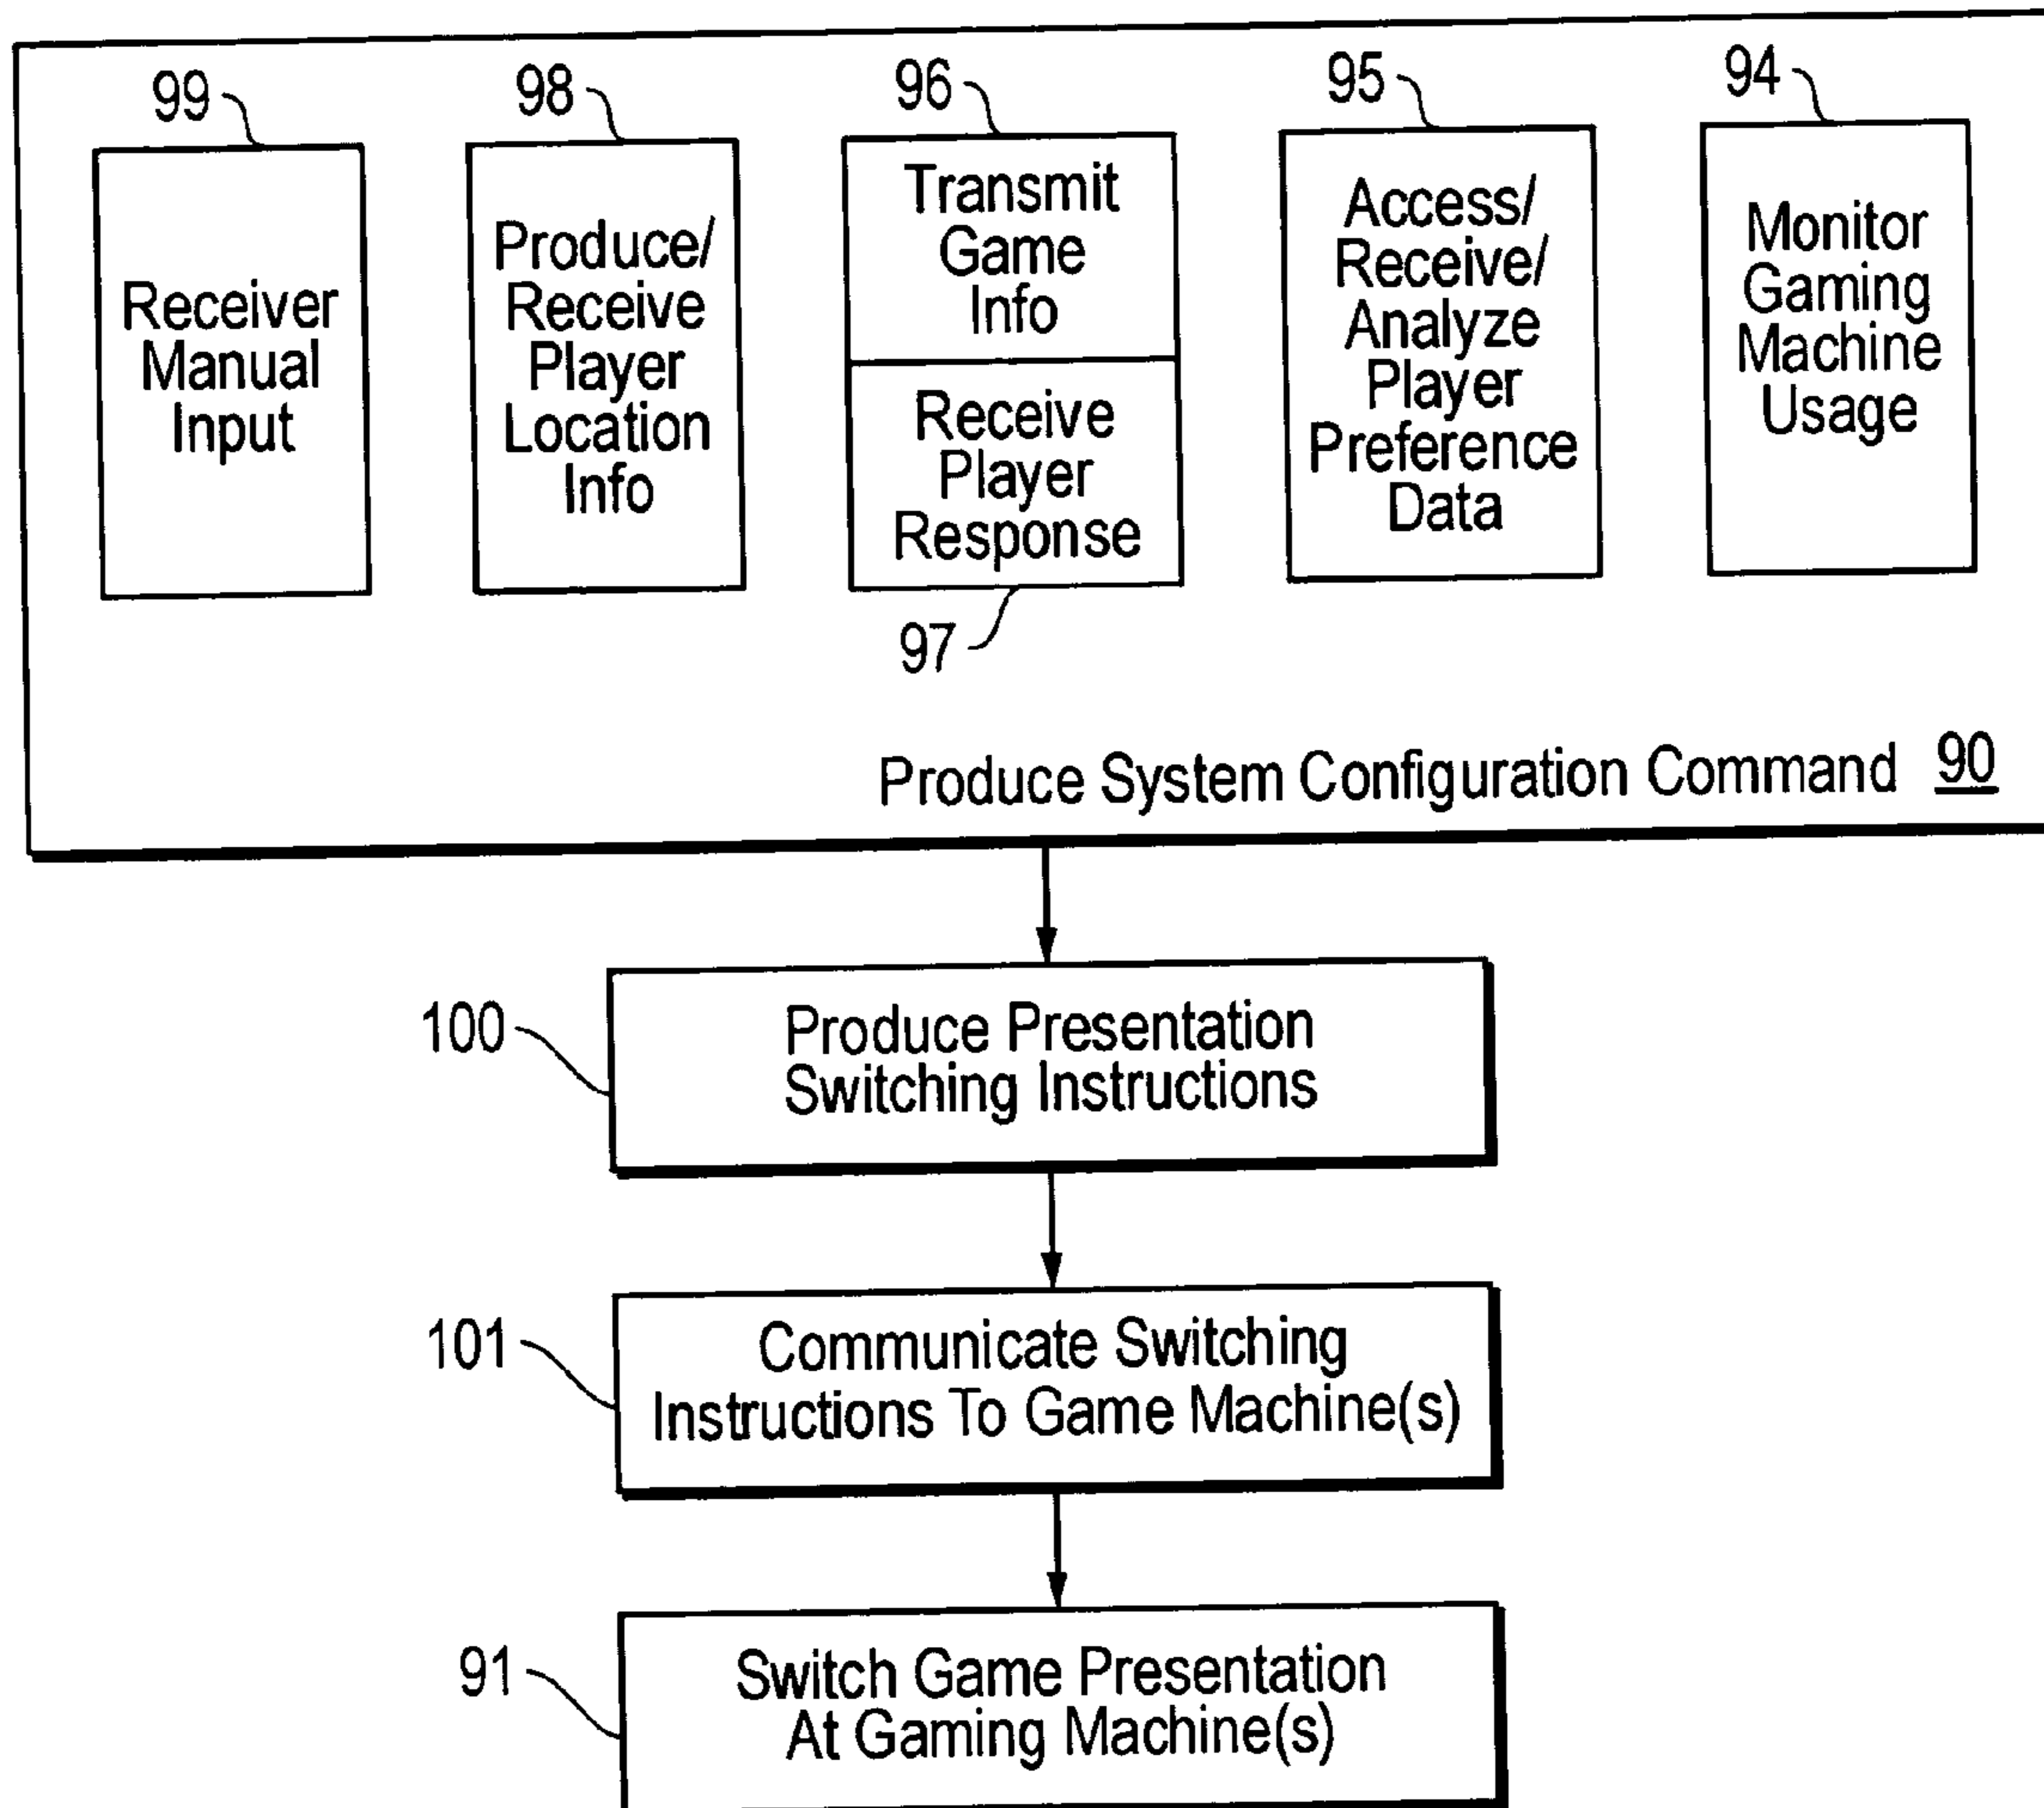 99
98
96
95
94
Receiver
Manual
Input
Produce/
Receive
Player
Location
Info
Transmit
Game
Info
Receive
Player
Response
97
Access/
Receive/
Analyze
Player
Preference
Data
Monitor
Gaming
Machine
Usage
Produce System Configuration Command 90
100
Produce Presentation
Switching Instructions
101
Communicate Switching
Instructions To Game Machine(s)
91
Switch Game Presentation
At Gaming Machine(s)